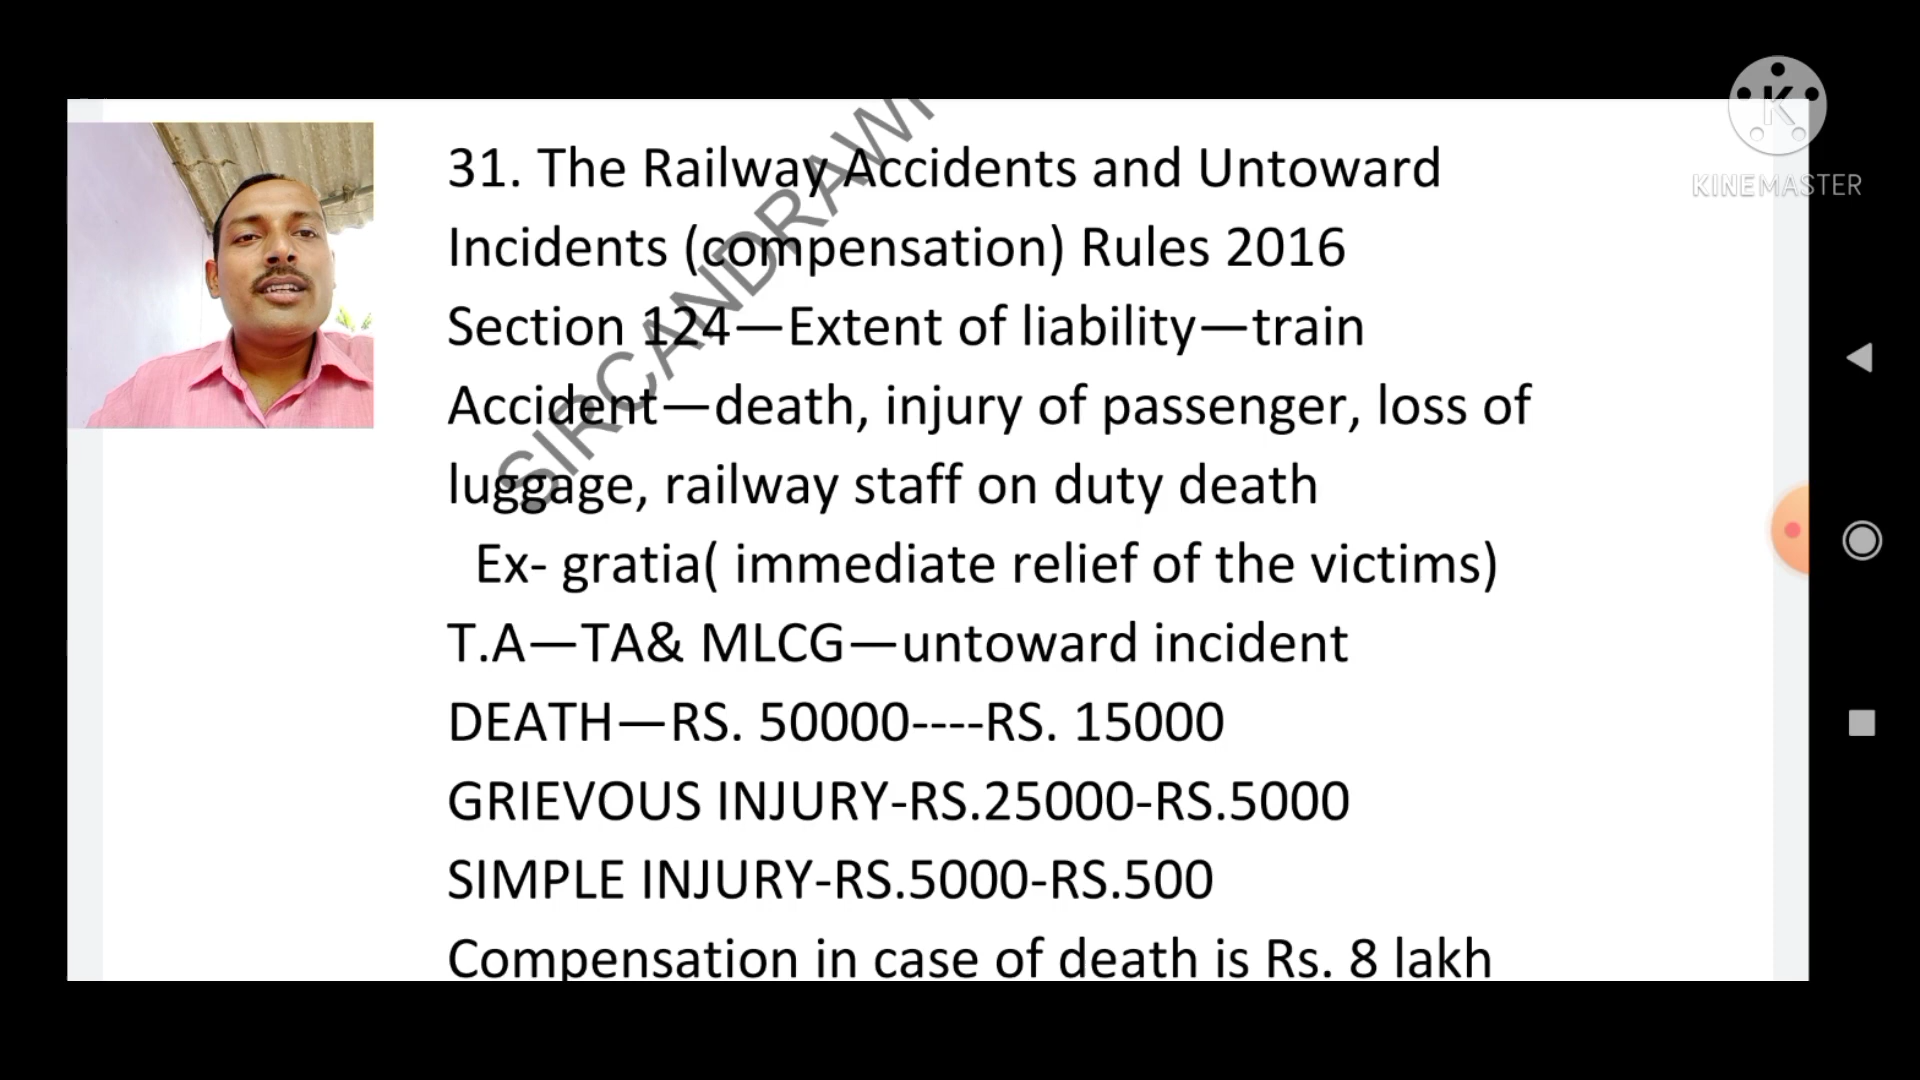 31. The Railway Accidents and Untoward
Incidents (compensation) Rules 2016
Section 124—Extent of liability—train
Accident—death, injury of passenger, loss of
luggage, railway staff on duty death
Ex- gratia( immediate relief of the victims)
T.A—TA& MLCG—untoward incident
DEATH—RS. 50000----RS. 15000
GRIEVOUS INJURY-RS.25000-RS.5000
SIMPLE INJURY-RS.5000-RS.500
Compensation in case of death is Rs. 8 lakh
SIRCANDRAWI
K
KINEMASTER